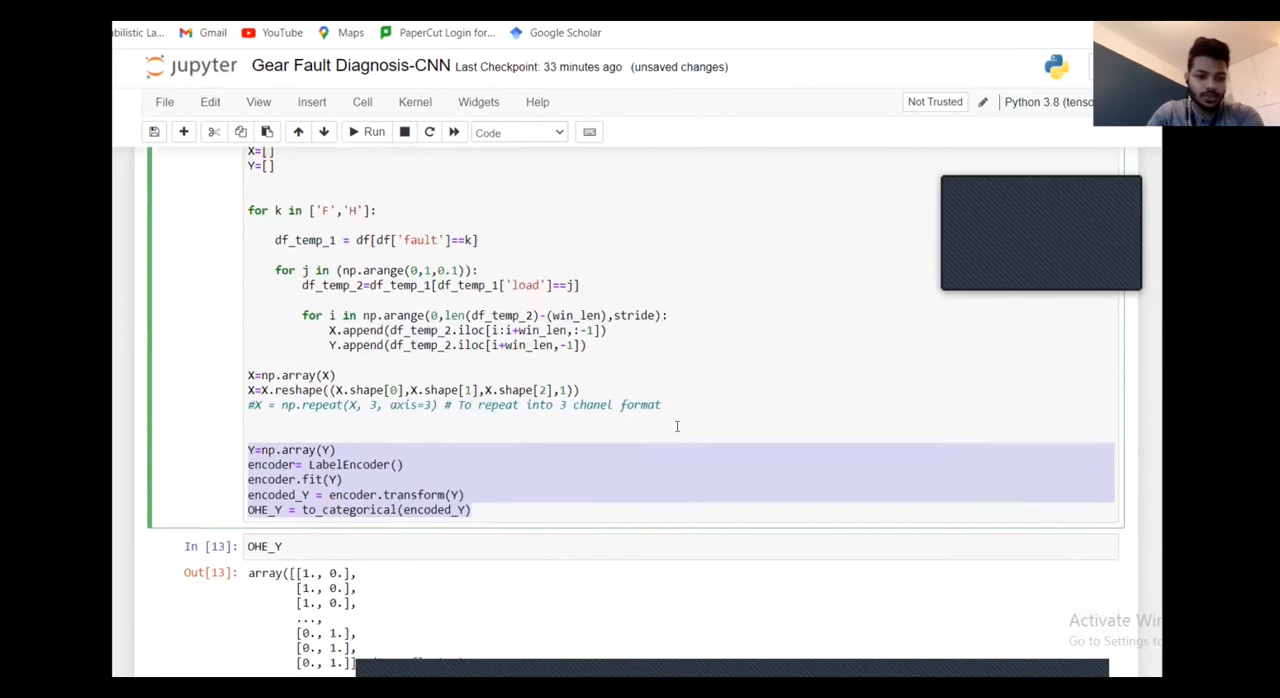 bilistic La... Gmail YouTube Maps PaperCut Login for... Google Scholar
jupyter Gear Fault Diagnosis-CNN Last Checkpoint: 33 minutes ago (unsaved changes)
File Edit View Insert Cell Kernel Widgets Help Not Trusted Python 3.8 (tenso
Run Code
X=[]
Y=[]
for k in ['F','H']:
df_temp_1 = df[df['fault']==k]
for j in (np.arange(0,1,0.1)):
df_temp_2=df_temp_1[df_temp_1['load']==j]
for i in np.arange(0,len(df_temp_2)-(win_len),stride):
X.append(df_temp_2.iloc[i:i+win_len,:-1])
Y.append(df_temp_2.iloc[i+win_len,-1])
X=np.array(X)
X=X.reshape((X.shape[0],X.shape[1],X.shape[2],1))
#X = np.repeat(X, 3, axis=3) # To repeat into 3 chanel format
Y=np.array(Y)
encoder= LabelEncoder()
encoder.fit(Y)
encoded_Y = encoder.transform(Y)
OHE_Y = to_categorical(encoded_Y)
In [13]: OHE_Y
Out[13]: array([[1., 0.],
[1., 0.],
[1., 0.],
...,
[0., 1.],
[0., 1.],
[0., 1.]]
Activate Win
Go to Settings to